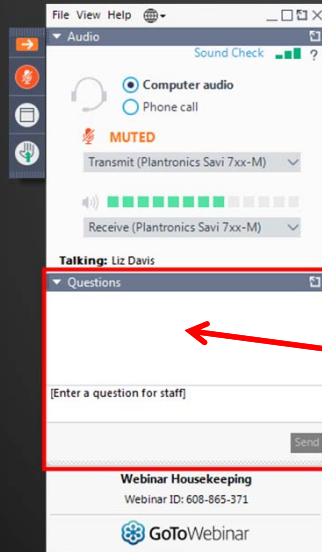 File View Help
Audio
Sound Check ?
Computer audio
Phone call
MUTED
Transmit (Plantronics Savi 7xx-M)
Receive (Plantronics Savi 7xx-M)
Talking: Liz Davis
Questions
[Enter a question for staff]
Send
Webinar Housekeeping
Webinar ID: 608-865-371
GoToWebinar